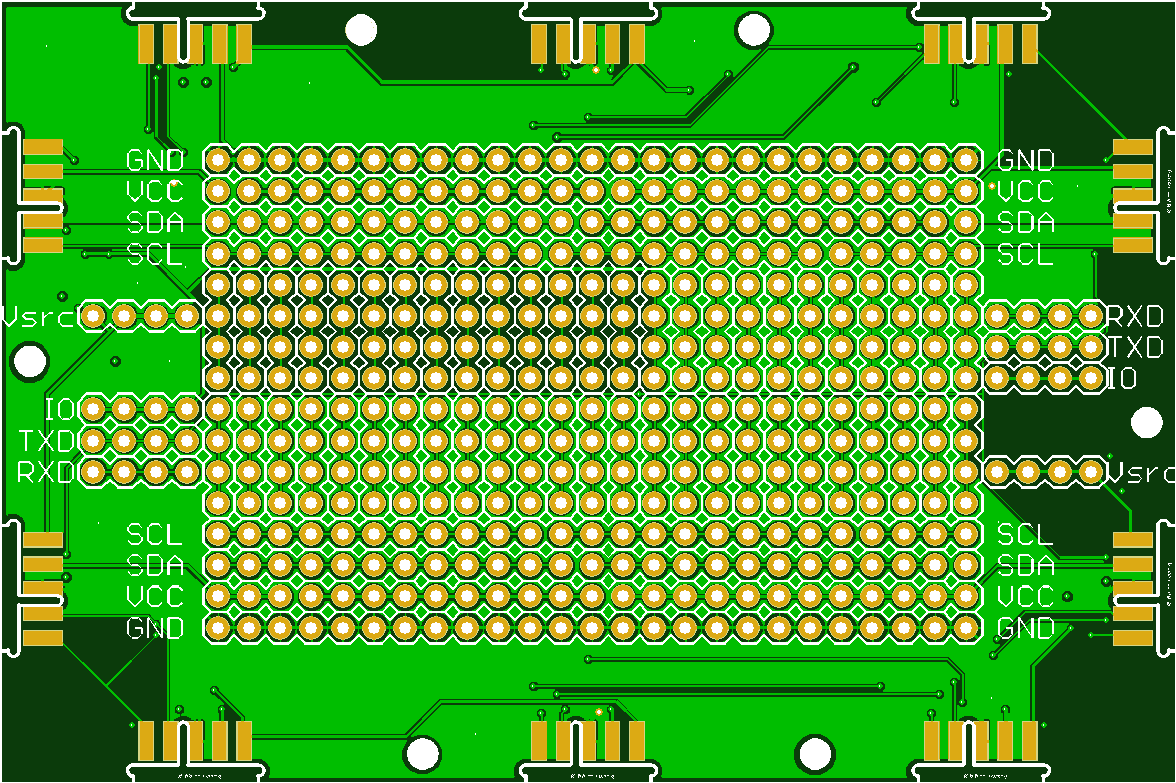 GND GND
VCC VCC
SDA SDA
SCL SCL
Vsrc RXD
TXD
IO
IO
TXD
RXD Vsrc
SCL SCL
SDA SDA
VCC VCC
GND GND